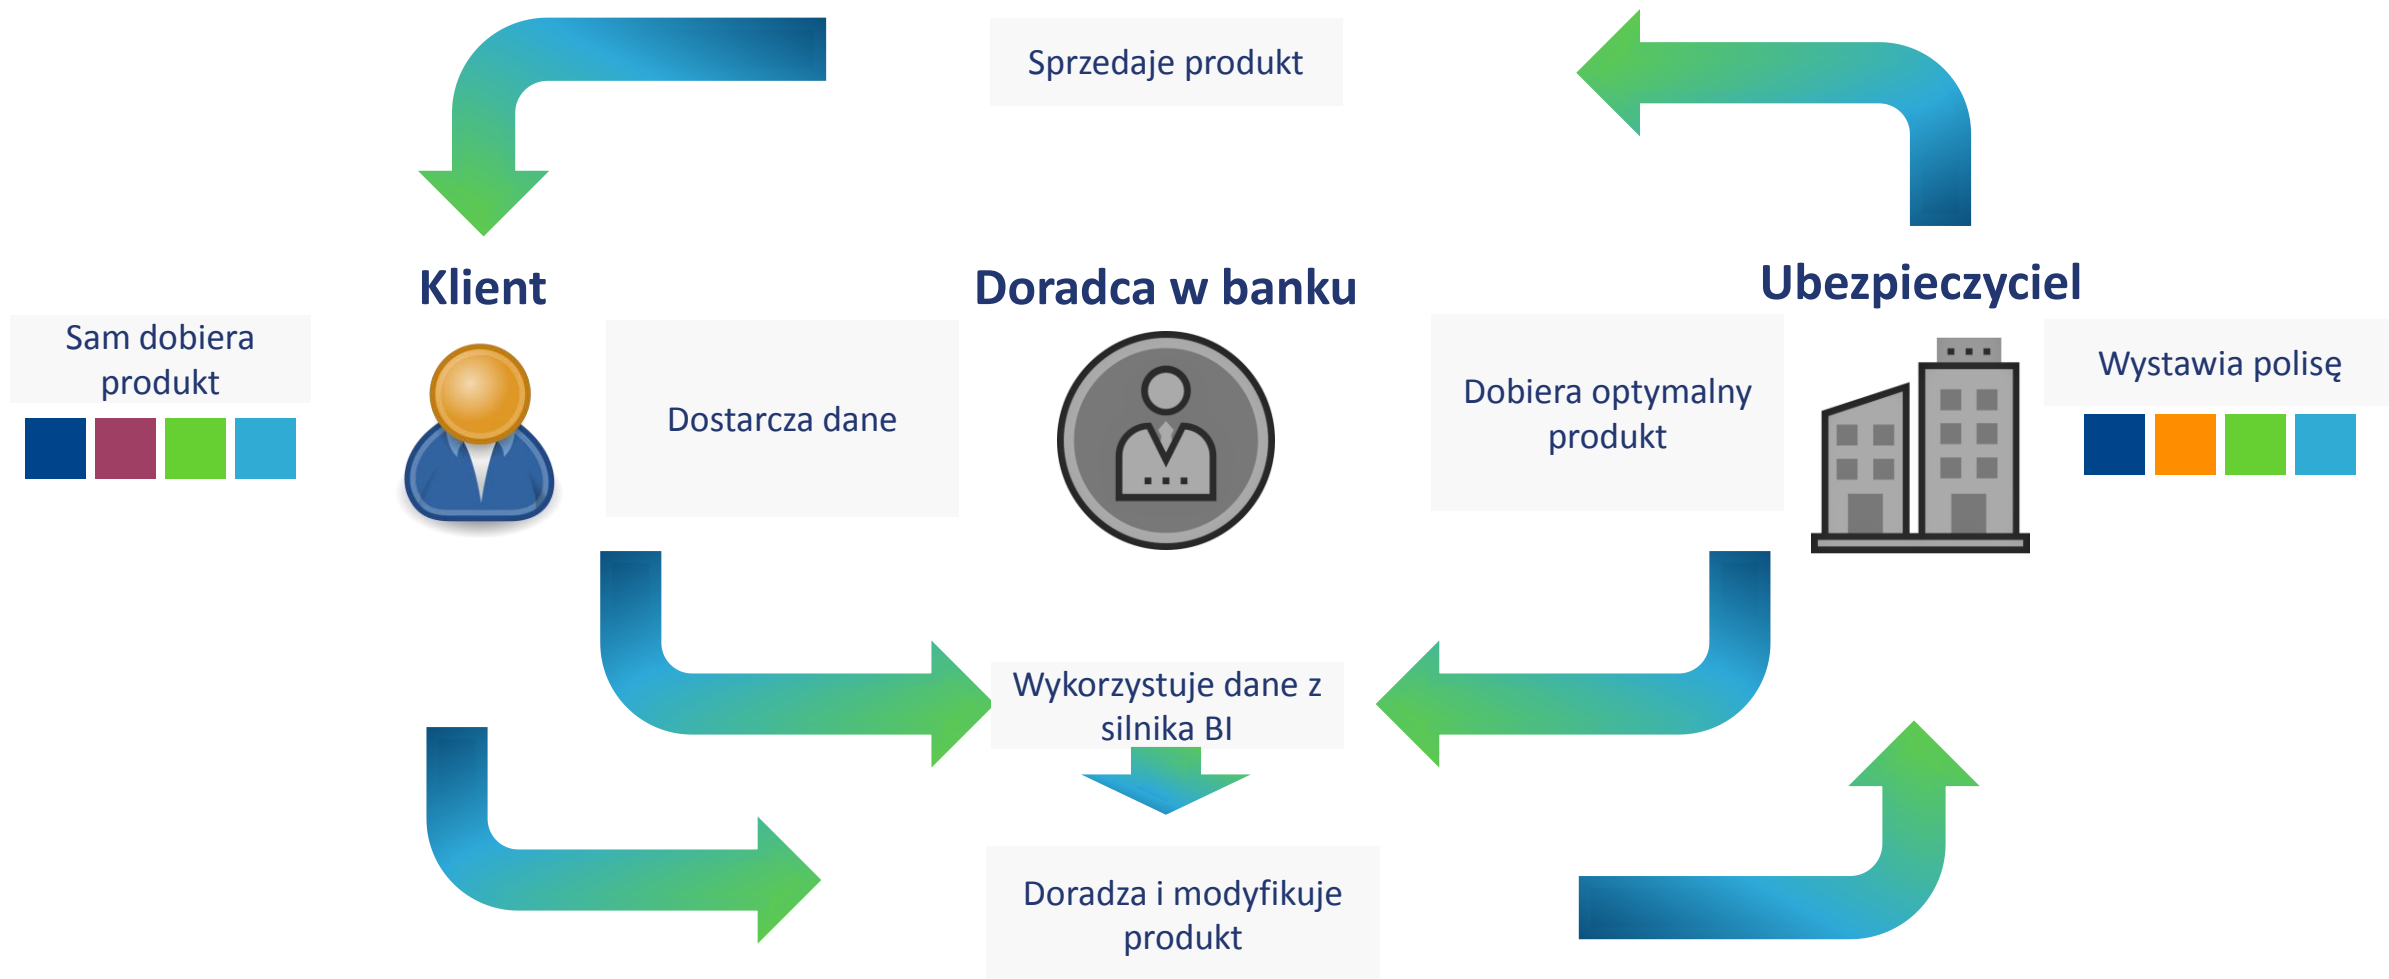 Sprzedaje produkt
Klient
Doradca w banku
Ubezpieczyciel
Sam dobiera
produkt
Dostarcza dane
Dobiera optymalny
produkt
Wystawia polisę
Wykorzystuje dane z
silnika BI
Doradza i modyfikuje
produkt